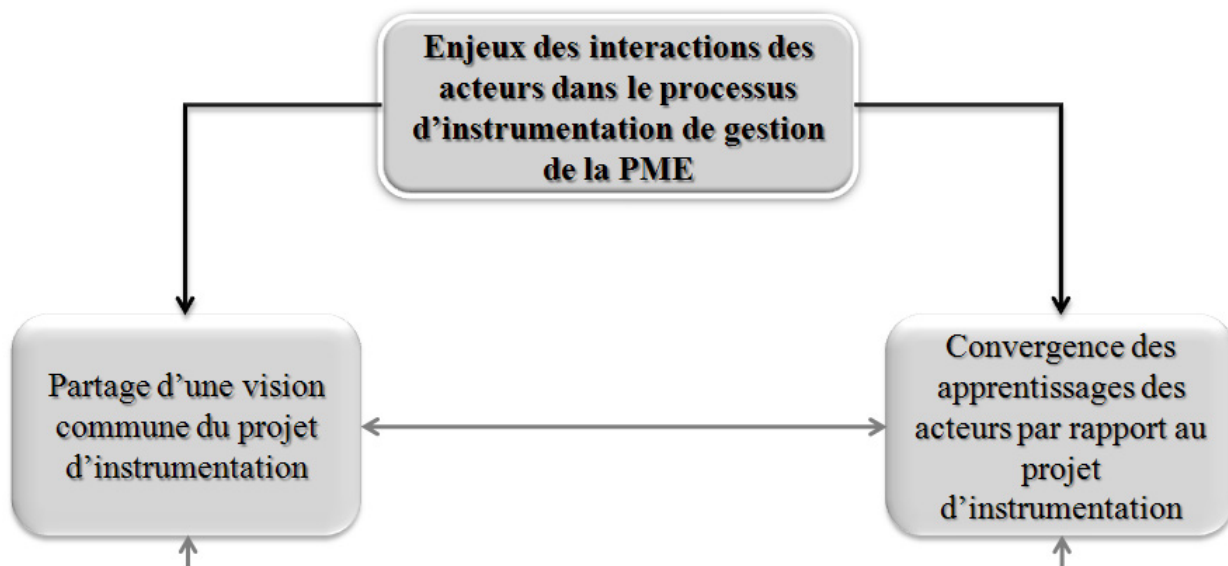 Enjeux des interactions des
acteurs dans le processus
d’instrumentation de gestion
de la PME
Partage d’une vision
commune du projet
d’instrumentation
Convergence des
apprentissages des
acteurs par rapport au
projet
d’instrumentation